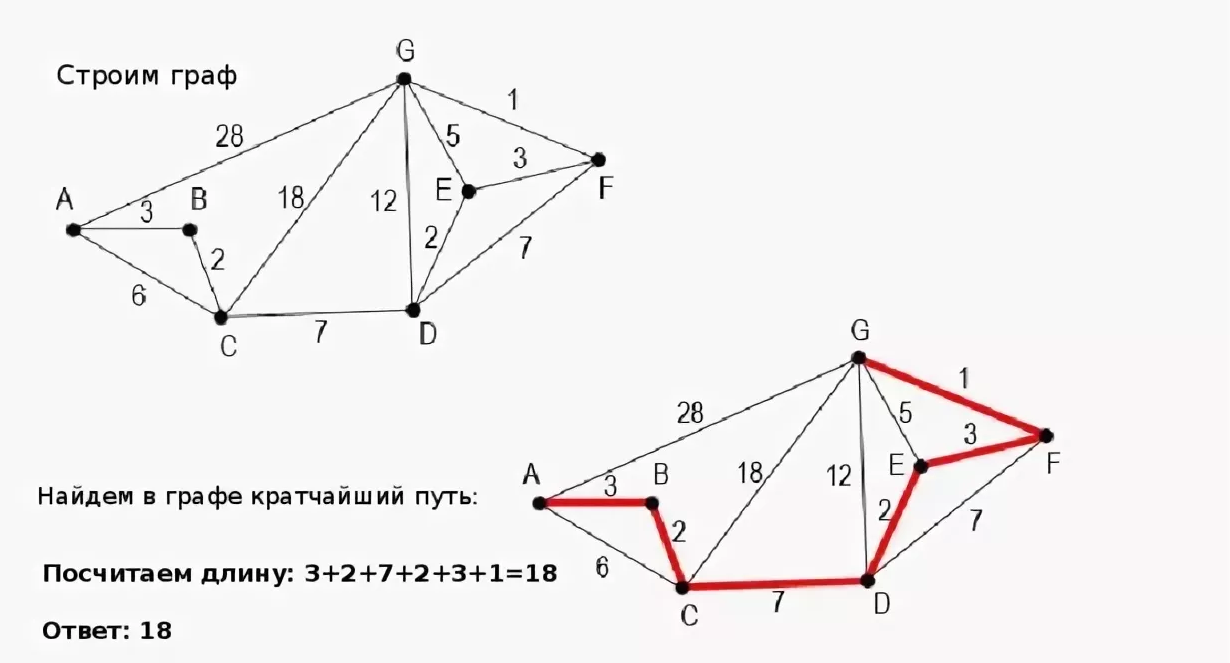 G
Строим граф
1
28
5
3
A
3
B
18
12
E
F
2
2
7
6
7
D
C
G
1
28
5
3
A
3
B
18
12
E
F
Найдем в графе кратчайший путь:
2
2
7
6
Посчитаем длину: 3+2+7+2+3+1=18
7
D
C
Ответ: 18